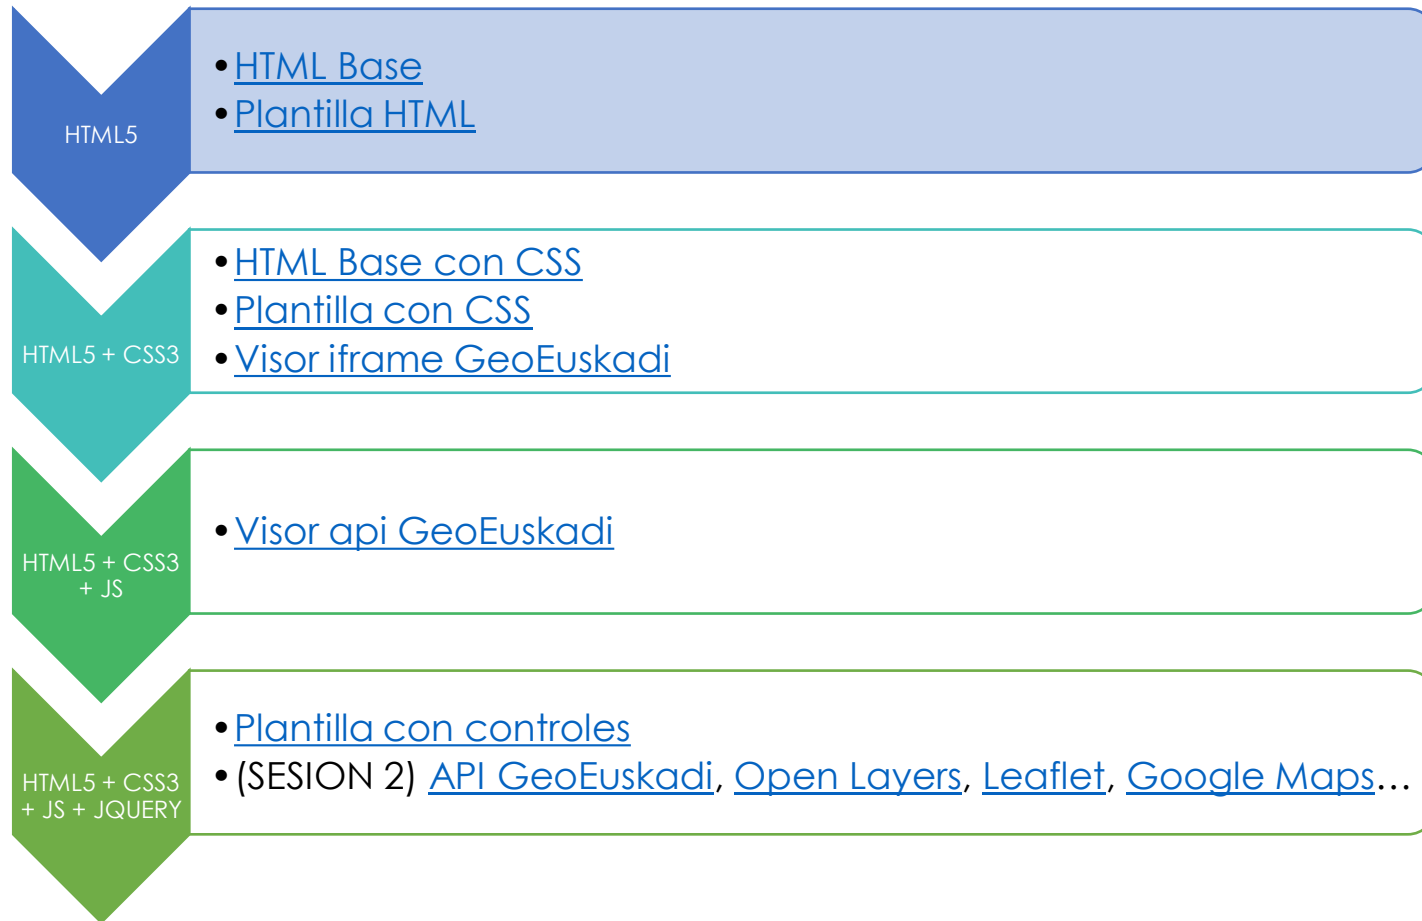 HTML5
•HTML Base
•Plantilla HTML
HTML5 + CSS3
•HTML Base con CSS
•Plantilla con CSS
•Visor iframe GeoEuskadi
HTML5 + CSS3
+ JS
•Visor api GeoEuskadi
HTML5 + CSS3
+ JS + JQUERY
•Plantilla con controles
•(SESION 2) API GeoEuskadi, Open Layers, Leaflet, Google Maps…